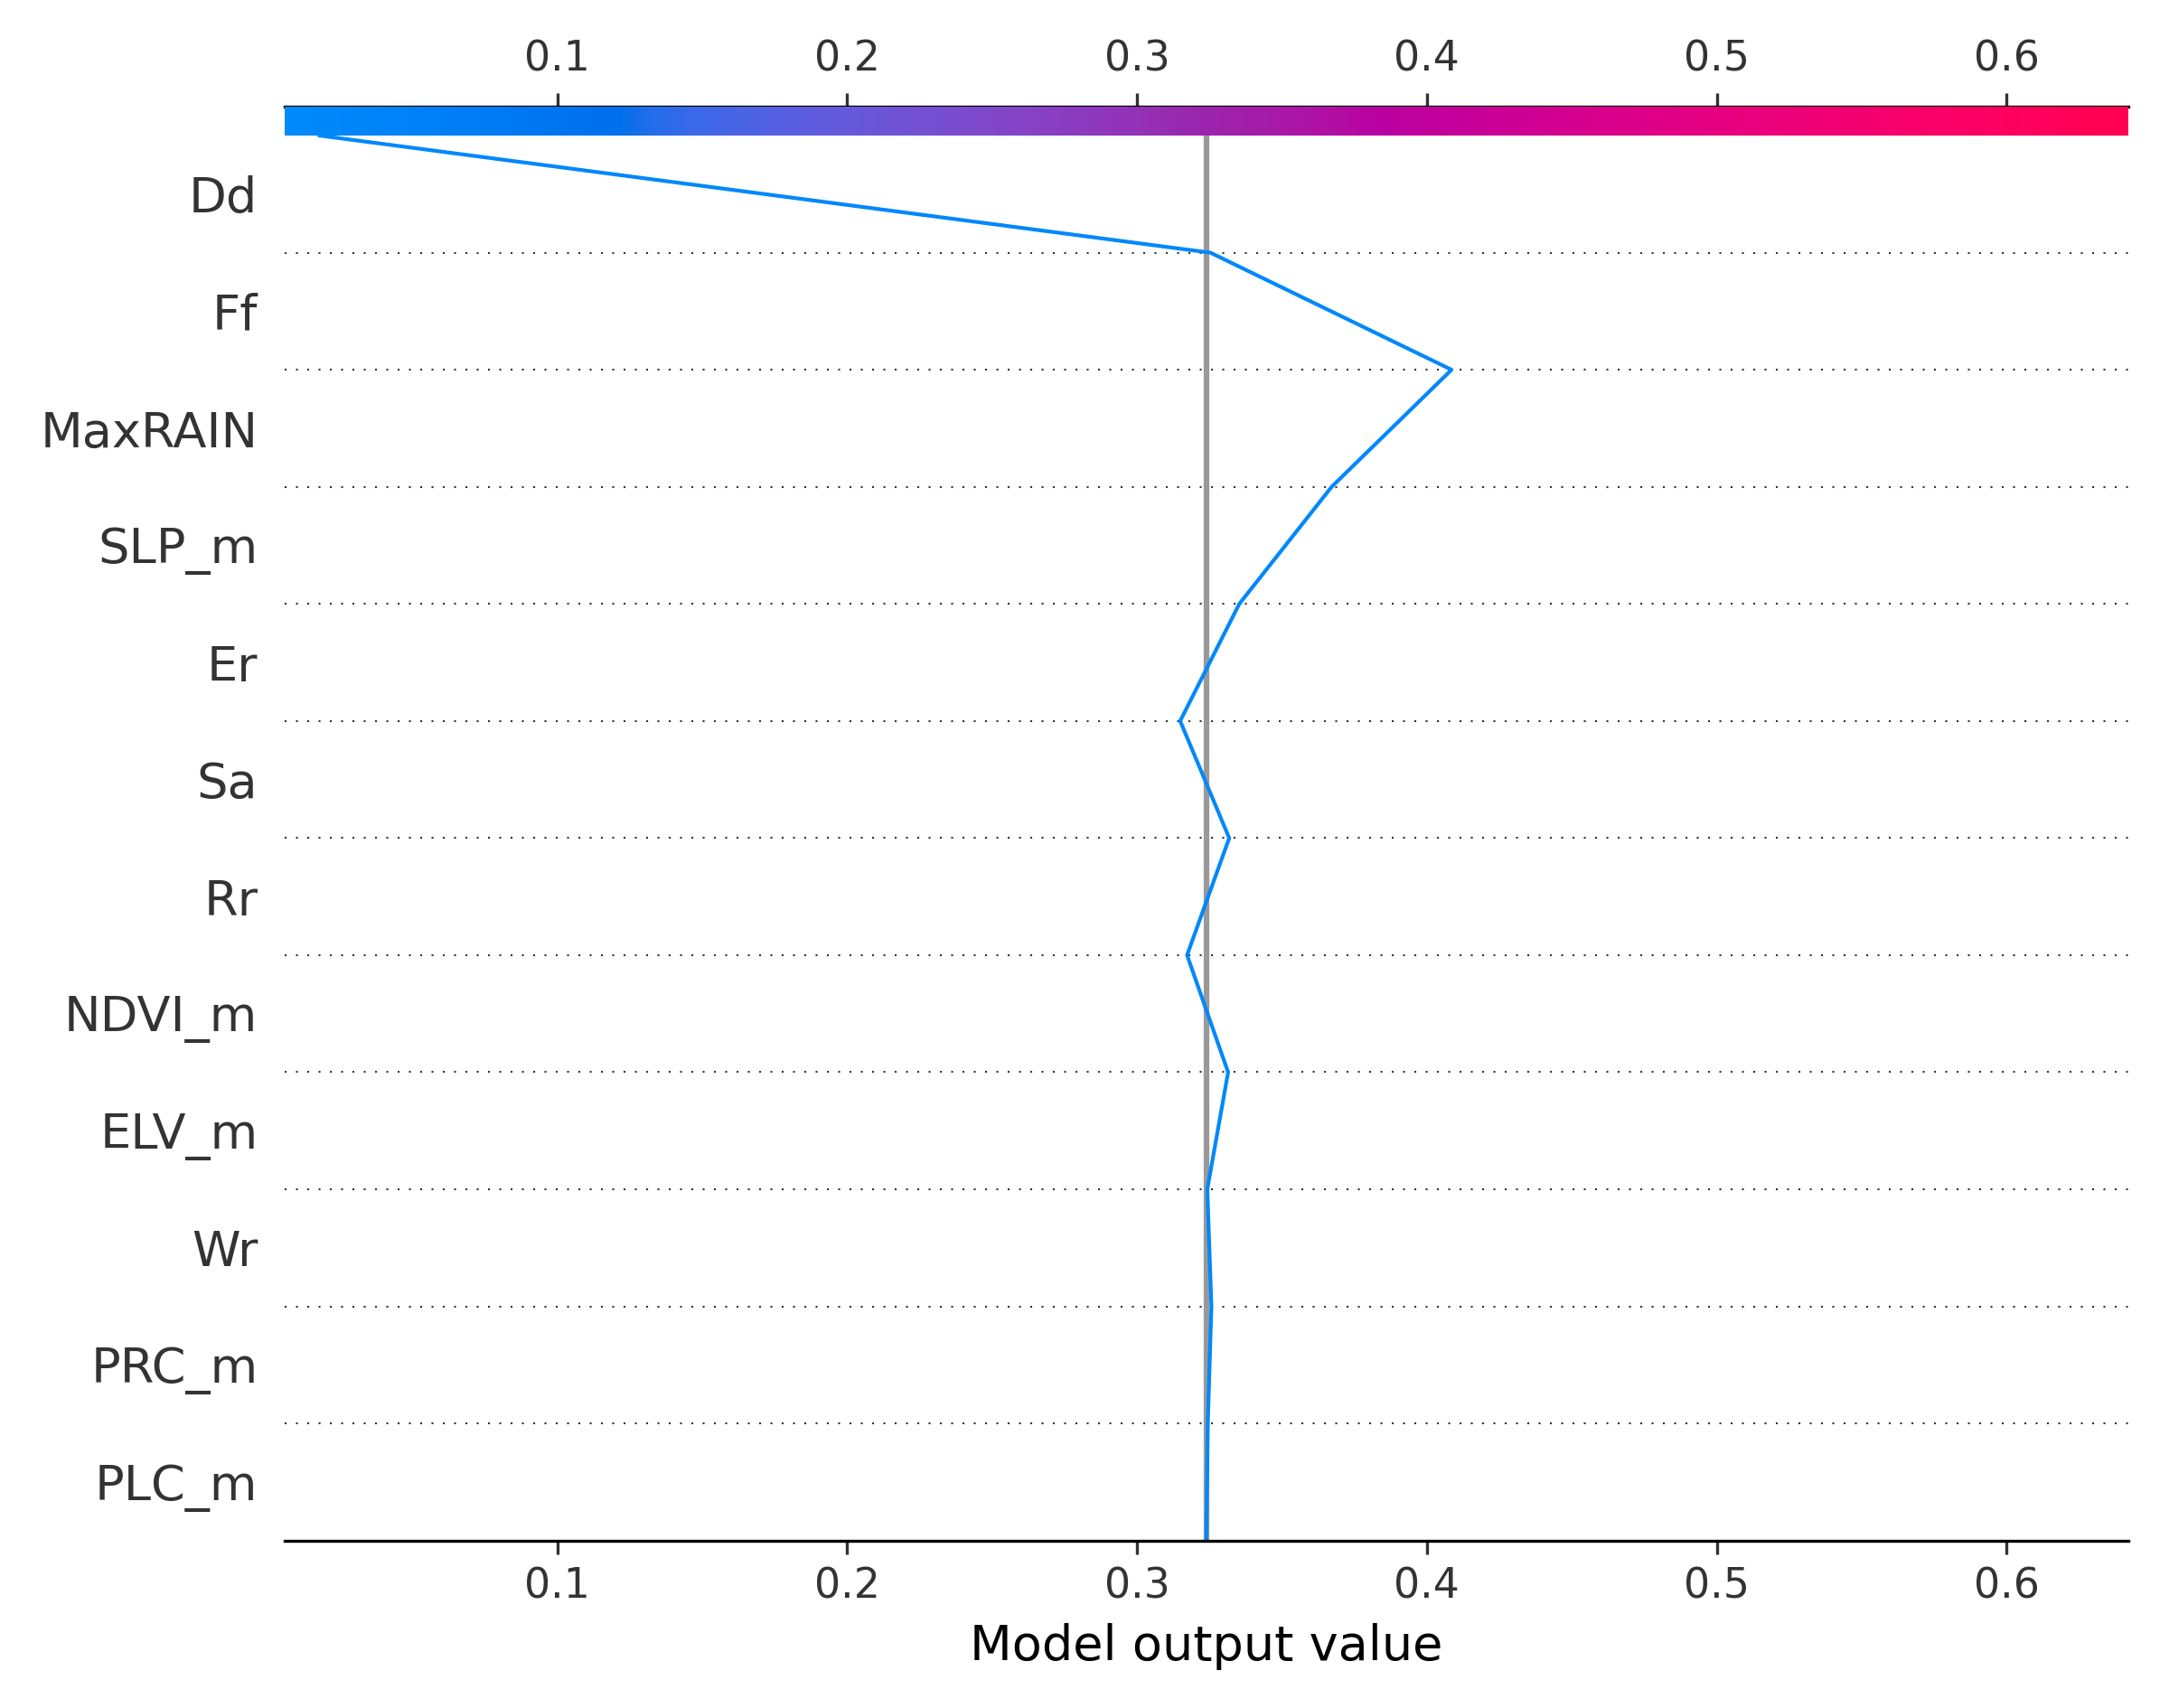 0.1 0.2 0.3 0.4 0.5 0.6
Dd
Ff
MaxRAIN
SLP_m
Er
Sa
Rr
NDVI_m
ELV_m
Wr
PRC_m
PLC_m
0.1 0.2 0.3 0.4 0.5 0.6
Model output value